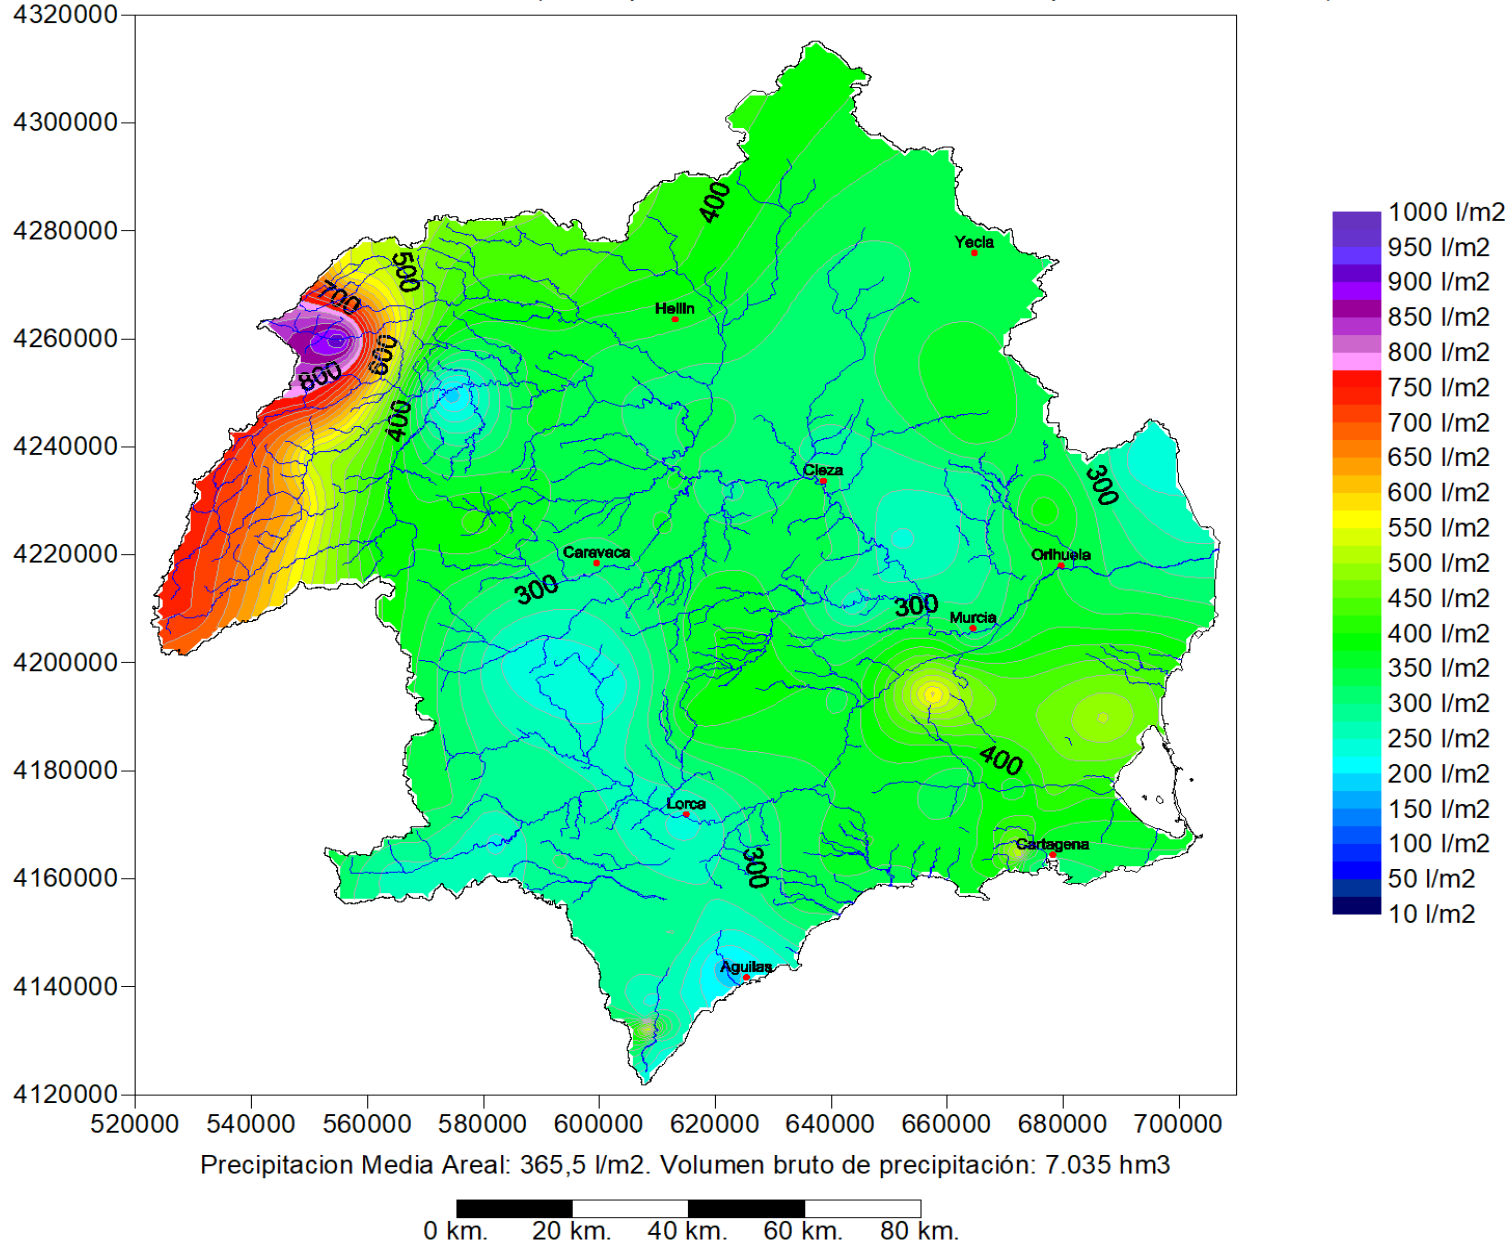 4320000
4300000
4280000
4260000
4240000
4220000
4200000
4180000
4160000
4140000
4120000
520000 540000 560000 580000 600000 620000 640000 660000 680000 700000
400
Yecla
500
700
Hellin
600
800
400
300
Cieza
Caravaca
Orihuela
300
300
Murcia
400
Lorca
Cartagena
300
Aguilas
1000 l/m2
950 l/m2
900 l/m2
850 l/m2
800 l/m2
750 l/m2
700 l/m2
650 l/m2
600 l/m2
550 l/m2
500 l/m2
450 l/m2
400 l/m2
350 l/m2
300 l/m2
250 l/m2
200 l/m2
150 l/m2
100 l/m2
50 l/m2
10 l/m2
Precipitacion Media Areal: 365,5 l/m2. Volumen bruto de precipitación: 7.035 hm3
0 km. 20 km. 40 km. 60 km. 80 km.